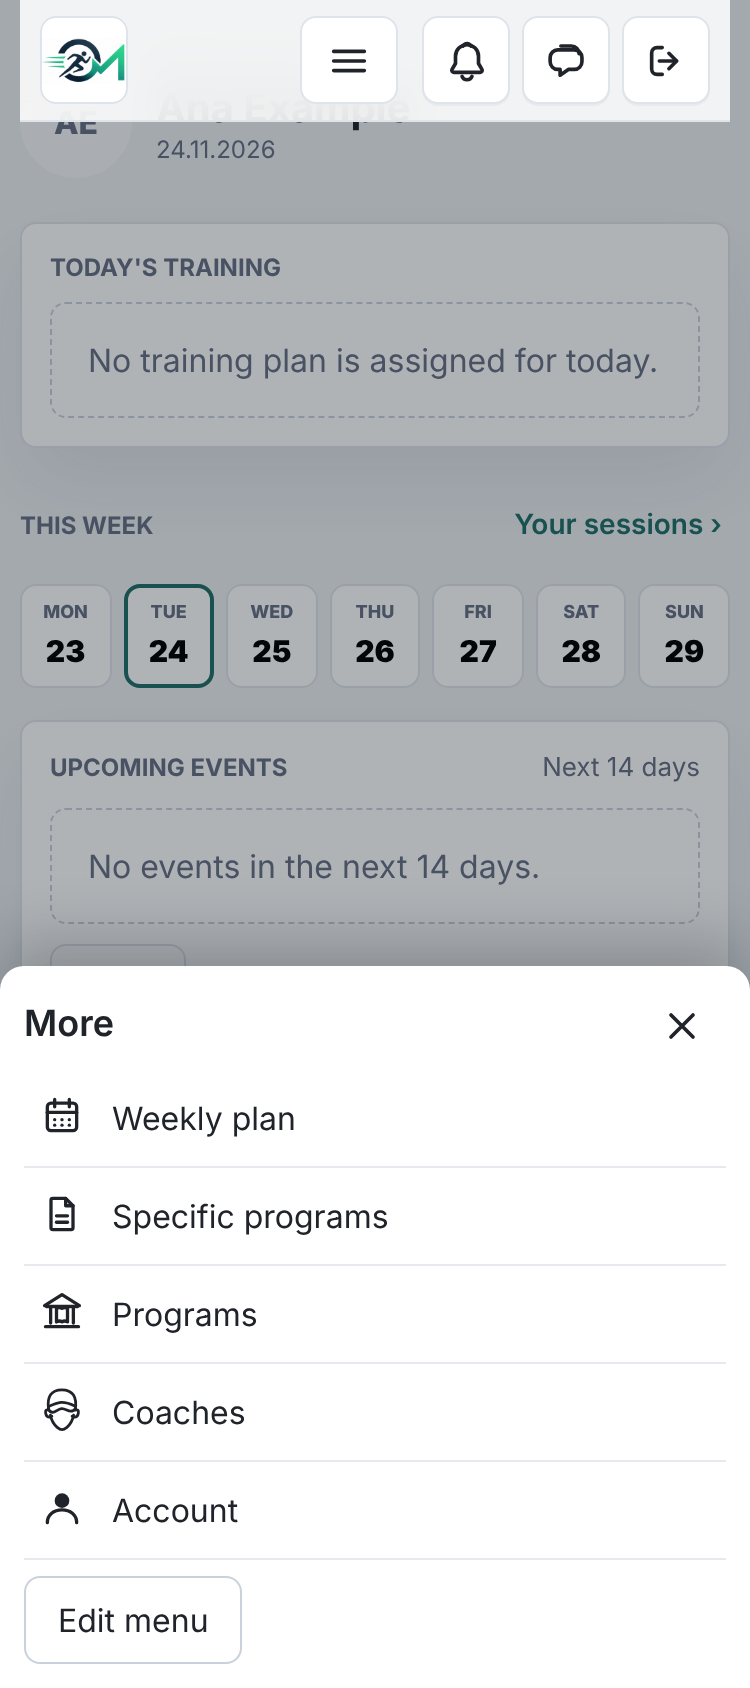 Ana Example
AE
24.11.2026
TODAY'S TRAINING
No training plan is assigned for today.
THIS WEEK
Your sessions ›
MON TUE WED THU FRI SAT SUN
23 24 25 26 27 28 29
UPCOMING EVENTS
Next 14 days
No events in the next 14 days.
More
Weekly plan
Specific programs
Programs
Coaches
Account
Edit menu